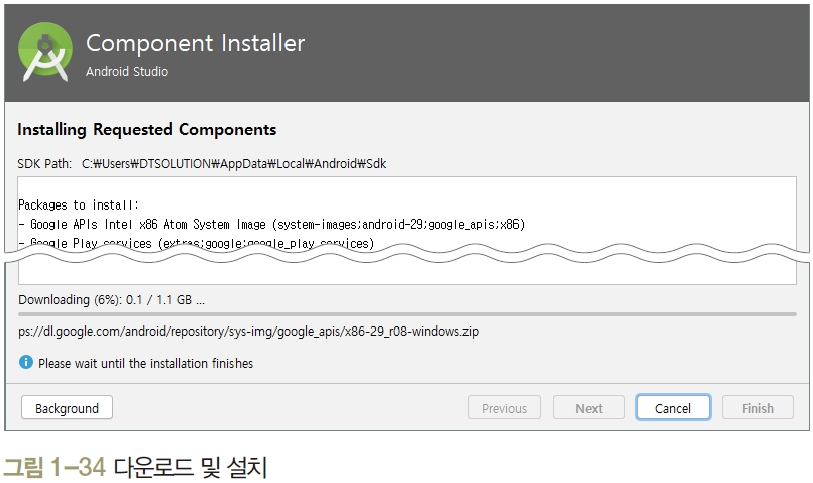 Component Installer
Android Studio
Installing Requested Components
SDK Path: C:₩Users₩DTSOLUTION₩AppData₩Local₩Android₩Sdk
Packages to install:
- Google APIs Intel x86 Atom System Image (system-images;android-29;google_apis;x86)
- Google Play services (extras;google;google_play_services)
Downloading (6%): 0.1 / 1.1 GB ...
ps://dl.google.com/android/repository/sys-img/google_apis/x86-29_r08-windows.zip
Please wait until the installation finishes
Background Previous Next Cancel Finish
그림 1-34 다운로드 및 설치